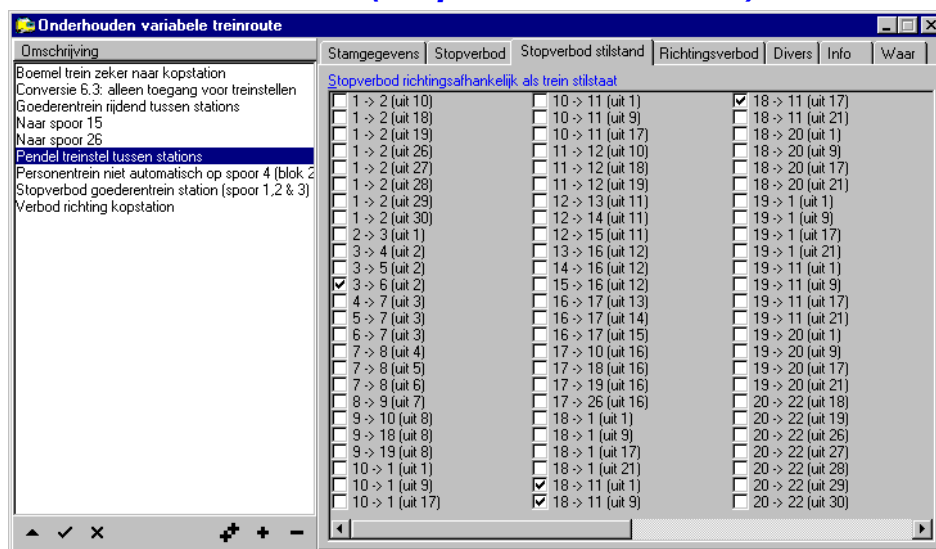 Onderhouden variabele treinroute
Omschrijving
Boemel trein zeker naar kopstation
Conversie 6.3: alleen toegang voor treinstellen
Goederentrein rijdend tussen stations
Naar spoor 15
Naar spoor 26
Pendel treinstel tussen stations
Personentrein niet automatisch op spoor 4 (blok 2
Stopverbod goederentrein station (spoor 1,2 & 3)
Verbod richting kopstation
Stamgegevens
Stopverbod
Stopverbod stilstand
Richtingsverbod
Divers
Info
Waar
Stopverbod richtingsafhankelijk als trein stilstaat
1 -> 2 (uit 10)
1 -> 2 (uit 18)
1 -> 2 (uit 19)
1 -> 2 (uit 26)
1 -> 2 (uit 27)
1 -> 2 (uit 28)
1 -> 2 (uit 29)
1 -> 2 (uit 30)
2 -> 3 (uit 1)
3 -> 4 (uit 2)
3 -> 5 (uit 2)
3 -> 6 (uit 2)
4 -> 7 (uit 3)
5 -> 7 (uit 3)
6 -> 7 (uit 3)
7 -> 8 (uit 4)
7 -> 8 (uit 5)
7 -> 8 (uit 6)
8 -> 9 (uit 7)
9 -> 10 (uit 8)
9 -> 18 (uit 8)
9 -> 19 (uit 8)
10 -> 1 (uit 1)
10 -> 1 (uit 9)
10 -> 1 (uit 17)
10 -> 11 (uit 1)
10 -> 11 (uit 9)
10 -> 11 (uit 17)
11 -> 12 (uit 10)
11 -> 12 (uit 18)
11 -> 12 (uit 19)
12 -> 13 (uit 11)
12 -> 14 (uit 11)
12 -> 15 (uit 11)
13 -> 16 (uit 12)
14 -> 16 (uit 12)
15 -> 16 (uit 12)
16 -> 17 (uit 13)
16 -> 17 (uit 14)
16 -> 17 (uit 15)
17 -> 10 (uit 16)
17 -> 18 (uit 16)
17 -> 19 (uit 16)
17 -> 26 (uit 16)
18 -> 1 (uit 1)
18 -> 1 (uit 9)
18 -> 1 (uit 17)
18 -> 1 (uit 21)
18 -> 11 (uit 1)
18 -> 11 (uit 9)
18 -> 11 (uit 17)
18 -> 11 (uit 21)
18 -> 20 (uit 1)
18 -> 20 (uit 9)
18 -> 20 (uit 17)
18 -> 20 (uit 21)
19 -> 1 (uit 1)
19 -> 1 (uit 9)
19 -> 1 (uit 17)
19 -> 1 (uit 21)
19 -> 11 (uit 1)
19 -> 11 (uit 9)
19 -> 11 (uit 17)
19 -> 11 (uit 21)
19 -> 20 (uit 1)
19 -> 20 (uit 9)
19 -> 20 (uit 17)
19 -> 20 (uit 21)
20 -> 22 (uit 18)
20 -> 22 (uit 19)
20 -> 22 (uit 26)
20 -> 22 (uit 27)
20 -> 22 (uit 28)
20 -> 22 (uit 29)
20 -> 22 (uit 30)